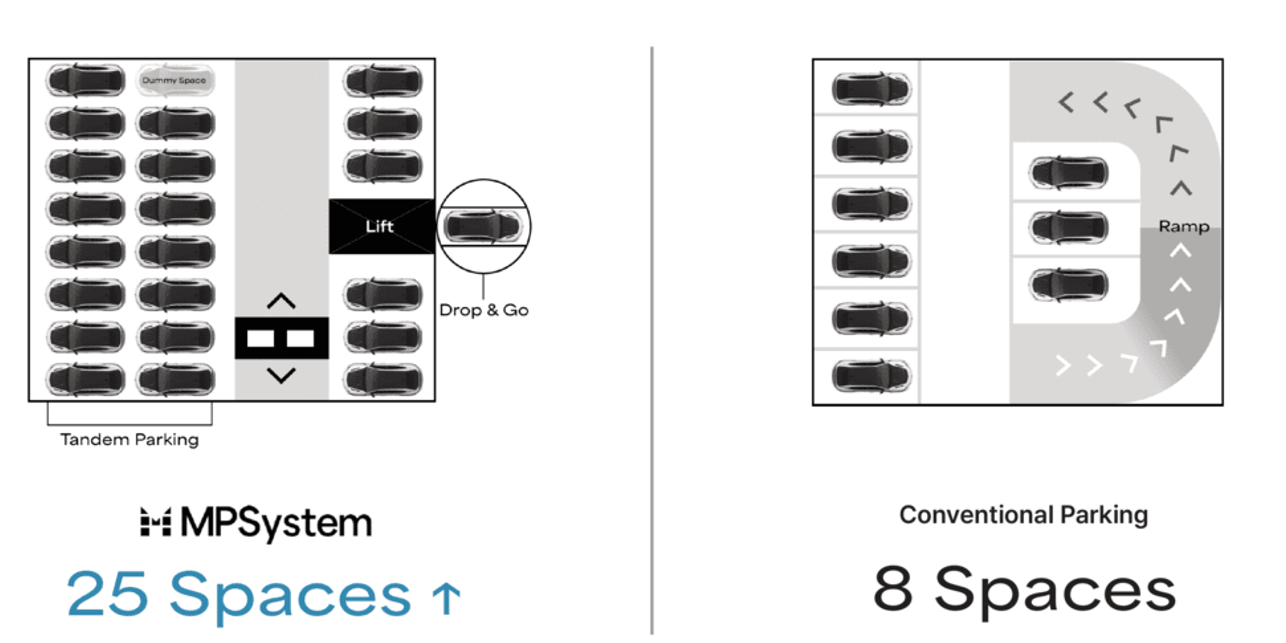 Dummy Space
Lift
Drop & Go
Tandem Parking
MPSystem
25 Spaces ↑
Ramp
Conventional Parking
8 Spaces